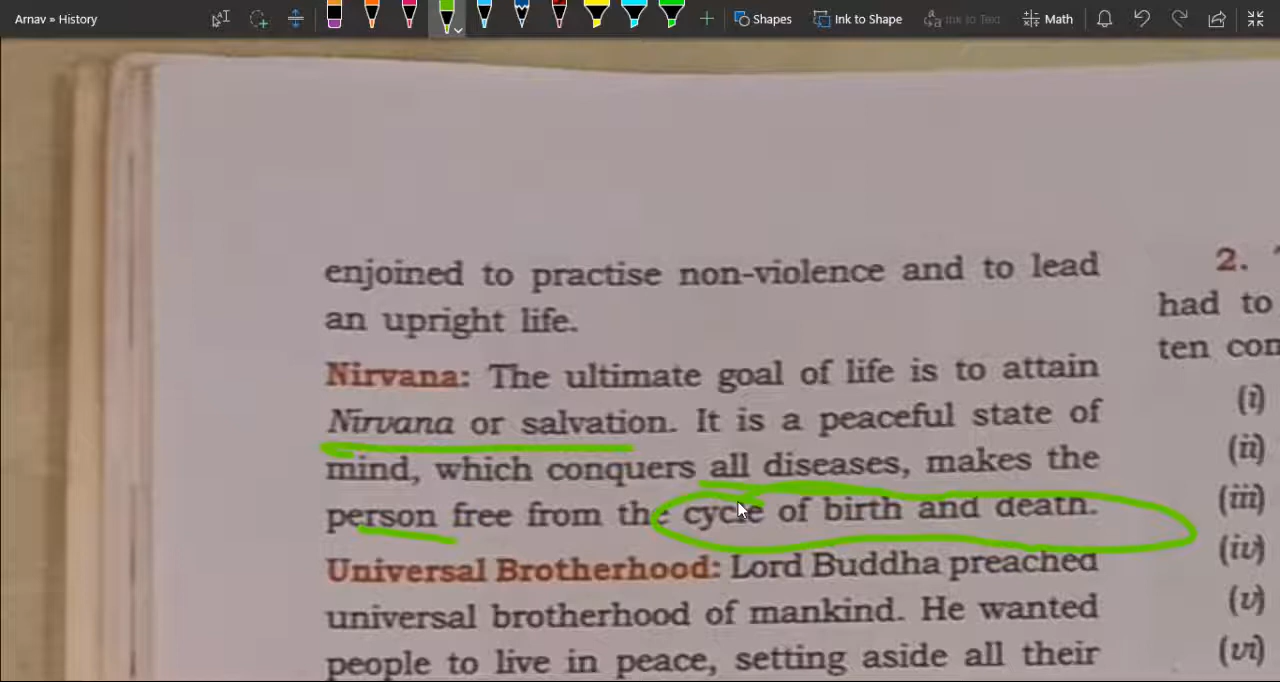 Arnav » History
Shapes
Ink to Shape
Ink to Text
Math
enjoined to practise non-violence and to lead
an upright life.
Nirvana: The ultimate goal of life is to attain
Nirvana or salvation. It is a peaceful state of
mind, which conquers all diseases, makes the
person free from the cycle of birth and death.
Universal Brotherhood: Lord Buddha preached
universal brotherhood of mankind. He wanted
people to live in peace, setting aside all their
2.
had to
ten
(i)
(ii)
(iii)
(iv)
(v)
(vi)